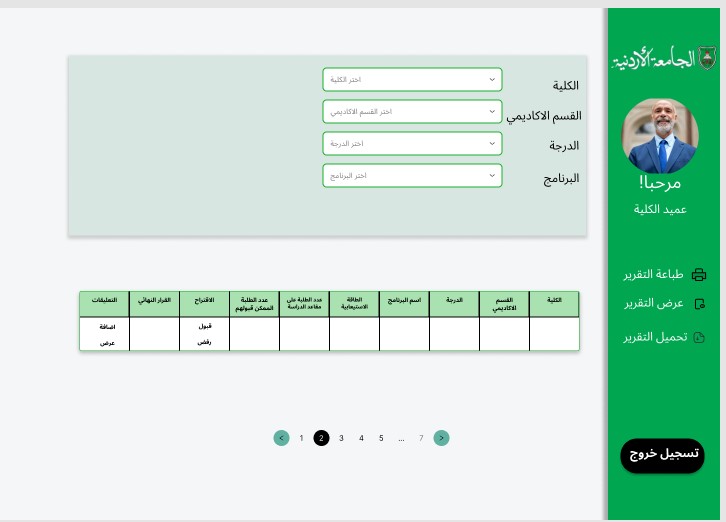 الجامعة الأردنية
مرحبا!
عميد الكلية
طباعة التقرير
عرض التقرير
تحميل التقرير
تسجيل خروج
الكلية
اختر الكلية
القسم الاكاديمي
اختر القسم الاكاديمي
الدرجة
اختر الدرجة
البرنامج
اختر البرنامج
الكلية القسم الاكاديمي الدرجة اسم البرنامج الطاقة الاستيعابية عدد الطلبة على مقاعد الدراسة عدد الطلبة الممكن قبولهم الاقتراح القرار النهائي التعليقات
قبول اضافة
رفض عرض
< 1 2 3 4 5 ... 7 >